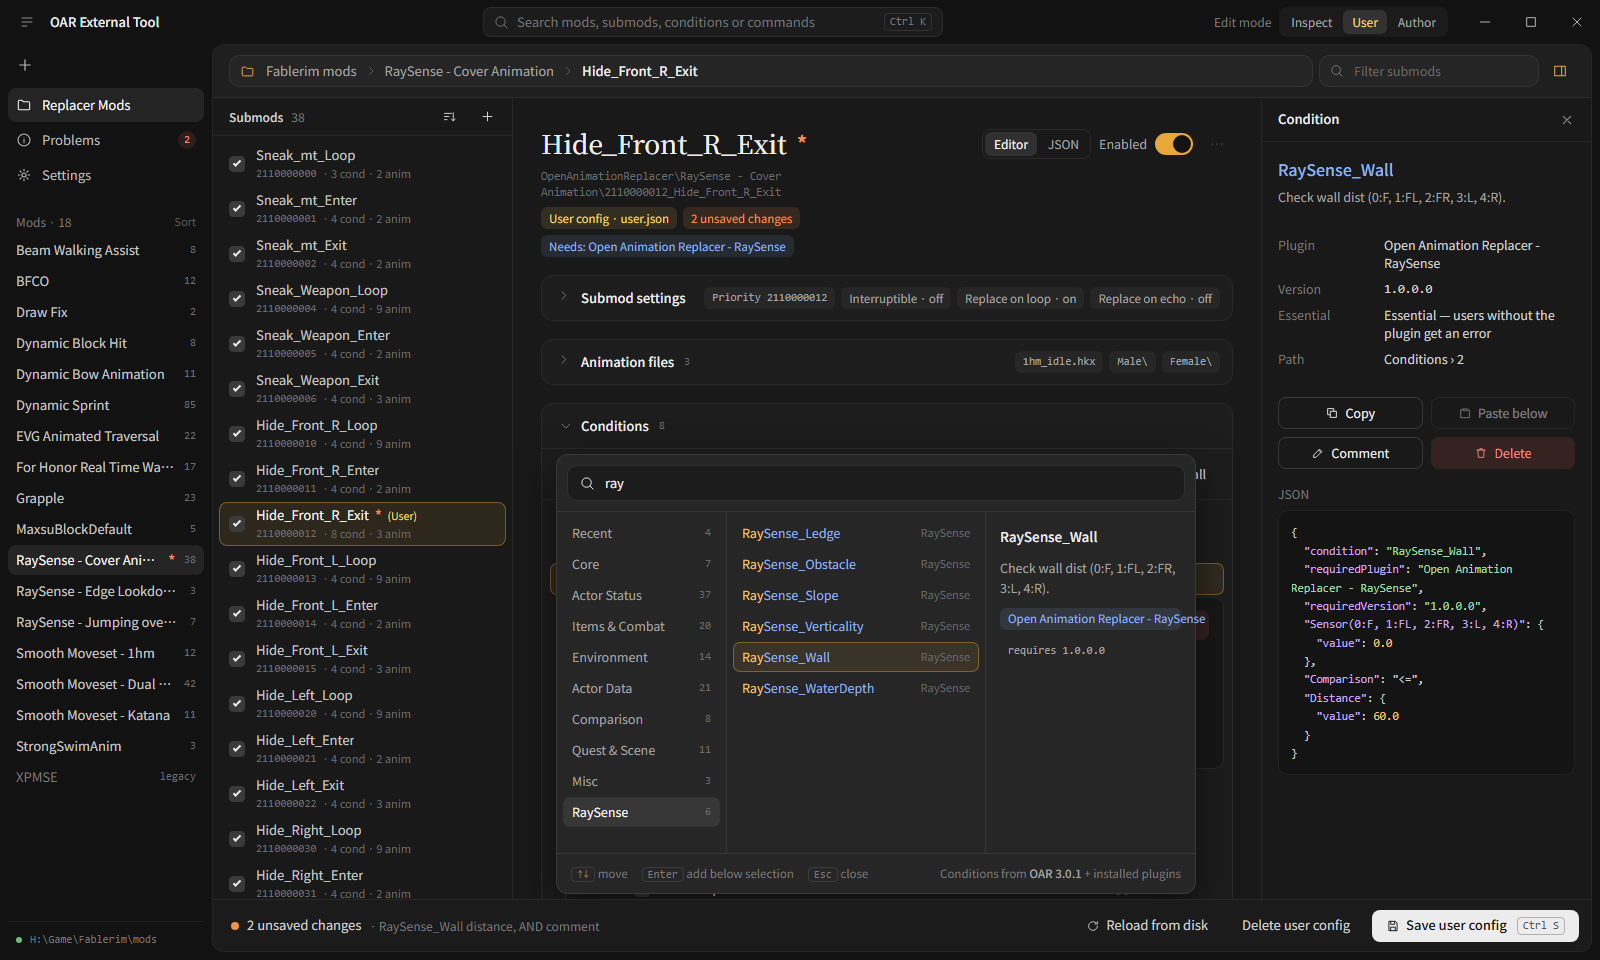 OAR External Tool
Search mods, submods, conditions or commands
Ctrl K
Edit mode
Inspect
User
Author
Replacer Mods
Problems
2
Settings
Mods · 18
Sort
Beam Walking Assist 8
BFCO 12
Draw Fix 2
Dynamic Block Hit 8
Dynamic Bow Animation 11
Dynamic Sprint 85
EVG Animated Traversal 22
For Honor Real Time Wa··· 17
Grapple 23
MaxsuBlockDefault 5
RaySense - Cover Ani··· * 38
RaySense - Edge Lookdo··· 3
RaySense - Jumping ove··· 7
Smooth Moveset - 1hm 12
Smooth Moveset - Dual ··· 42
Smooth Moveset - Katana 11
StrongSwimAnim 3
XPMSE legacy
H:\Game\Fablerim\mods
Fablerim mods
RaySense - Cover Animation
Hide_Front_R_Exit
Filter submods
Submods 38
Sneak_mt_Loop
2110000000 · 3 cond · 2 anim
Sneak_mt_Enter
2110000001 · 4 cond · 2 anim
Sneak_mt_Exit
2110000002 · 4 cond · 2 anim
Sneak_Weapon_Loop
2110000004 · 4 cond · 9 anim
Sneak_Weapon_Enter
2110000005 · 4 cond · 2 anim
Sneak_Weapon_Exit
2110000006 · 4 cond · 3 anim
Hide_Front_R_Loop
2110000010 · 4 cond · 9 anim
Hide_Front_R_Enter
2110000011 · 4 cond · 2 anim
Hide_Front_R_Exit * (User)
2110000012 · 8 cond · 3 anim
Hide_Front_L_Loop
2110000013 · 4 cond · 9 anim
Hide_Front_L_Enter
2110000014 · 4 cond · 2 anim
Hide_Front_L_Exit
2110000015 · 4 cond · 3 anim
Hide_Left_Loop
2110000020 · 4 cond · 9 anim
Hide_Left_Enter
2110000021 · 4 cond · 2 anim
Hide_Left_Exit
2110000022 · 4 cond · 3 anim
Hide_Right_Loop
2110000030 · 4 cond · 9 anim
Hide_Right_Enter
2110000031 · 4 cond · 2 anim
Hide_Front_R_Exit *
Editor
JSON
Enabled
OpenAnimationReplacer\RaySense - Cover
Animation\2110000012_Hide_Front_R_Exit
User config · user.json
2 unsaved changes
Needs: Open Animation Replacer - RaySense
Submod settings
Priority 2110000012
Interruptible · off
Replace on loop · on
Replace on echo · off
Animation files 3
1hm_idle.hkx
Male\
Female\
Conditions 8
all
ray
Recent 4
Core 7
Actor Status 37
Items & Combat 20
Environment 14
Actor Data 21
Comparison 8
Quest & Scene 11
Misc 3
RaySense 6
RaySense_Ledge RaySense
RaySense_Obstacle RaySense
RaySense_Slope RaySense
RaySense_Verticality RaySense
RaySense_Wall RaySense
RaySense_WaterDepth RaySense
RaySense_Wall
Check wall dist (0:F, 1:FL, 2:FR,
3:L, 4:R).
Open Animation Replacer - RaySense
requires 1.0.0.0
↑↓ move
Enter add below selection
Esc close
Conditions from OAR 3.0.1 + installed plugins
Condition
RaySense_Wall
Check wall dist (0:F, 1:FL, 2:FR, 3:L, 4:R).
Plugin Open Animation Replacer -
RaySense
Version 1.0.0.0
Essential Essential — users without the
plugin get an error
Path Conditions › 2
Copy
Paste below
Comment
Delete
JSON
{
"condition": "RaySense_Wall",
"requiredPlugin": "Open Animation
Replacer - RaySense",
"requiredVersion": "1.0.0.0",
"Sensor(0:F, 1:FL, 2:FR, 3:L, 4:R)": {
"value": 0.0
},
"Comparison": "<=",
"Distance": {
"value": 60.0
}
}
2 unsaved changes · RaySense_Wall distance, AND comment
Reload from disk
Delete user config
Save user config Ctrl S